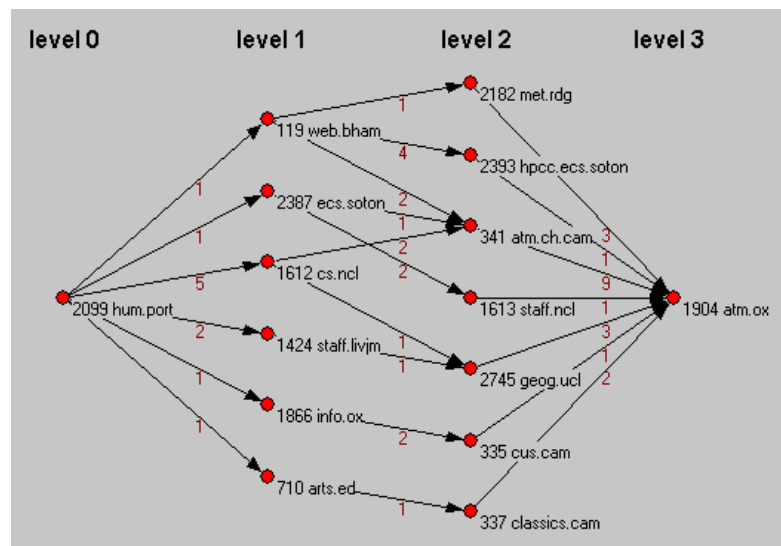 level 0 level 1 level 2 level 3
2182 met.rdg
1
119 web.bham
4
2393 hpcc.ecs.soton
1
2387 ecs.soton
2
1
341 atm.ch.cam
3
1
2
1
1612 cs.ncl
2
9
5
2099 hum.port
1613 staff.ncl
1
1904 atm.ox
2
1424 staff.livjm
1
1
2745 geog.ucl
3
1
2
1
1866 info.ox
2
335 cus.cam
1
710 arts.ed
1
337 classics.cam